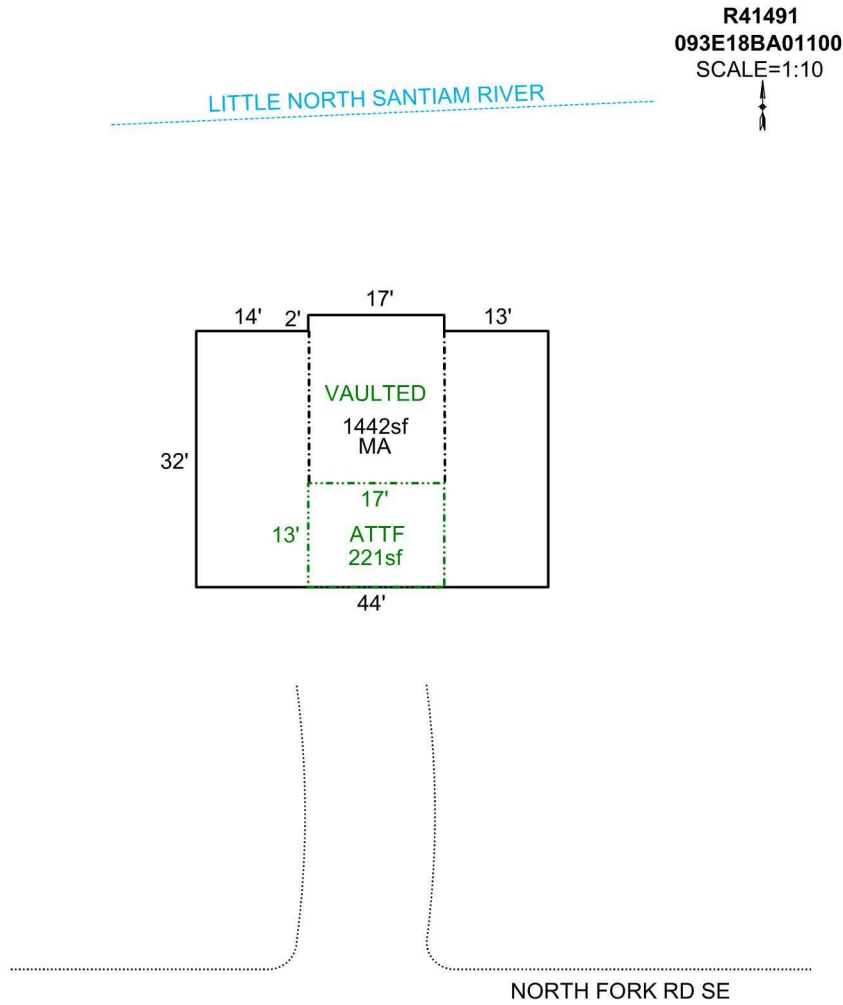 R41491
093E18BA01100
SCALE=1:10
LITTLE NORTH SANTIAM RIVER
17'
14'
2'
13'
VAULTED
1442sf
MA
32'
17'
13'
ATTF
221sf
44'
NORTH FORK RD SE